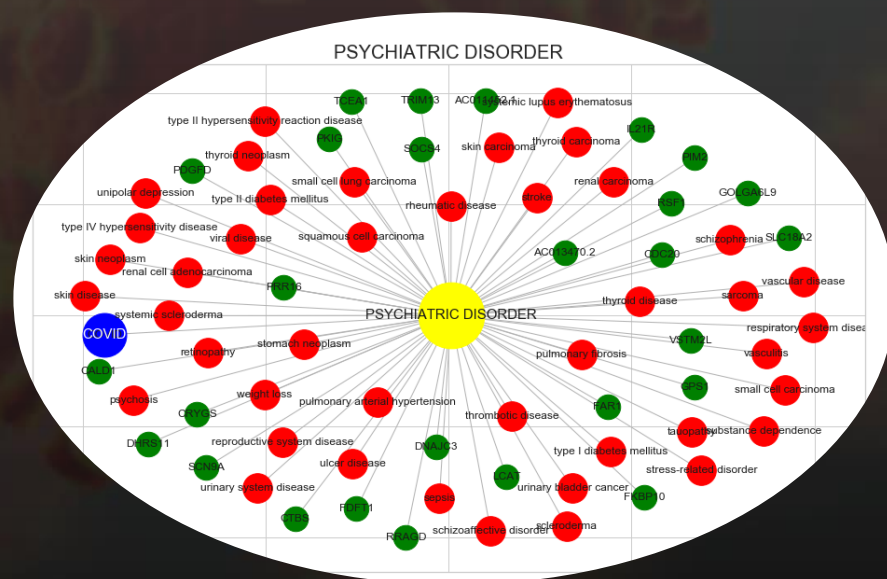 PSYCHIATRIC DISORDER
TCEA1
TRIM13
systemic lupus erythematosus
type II hypersensitivity reaction disease
PKIG
IL21R
SOCS4
skin carcinoma
thyroid carcinoma
thyroid neoplasm
PIM2
PDGFD
small cell lung carcinoma
renal carcinoma
unipolar depression
type II diabetes mellitus
rheumatic disease
stroke
RSF1
GOLGA6L9
type IV hypersensitivity disease
viral disease
squamous cell carcinoma
schizophrenia
SLC18A2
AC013470.2
CDC20
skin neoplasm
renal cell adenocarcinoma
vascular disease
PRR16
skin disease
thyroid disease
sarcoma
systemic scleroderma
PSYCHIATRIC DISORDER
respiratory system disea
COVID
stomach neoplasm
VSTM2L
retinopathy
pulmonary fibrosis
vasculitis
CALD1
GPS1
small cell carcinoma
psychosis
weight loss
pulmonary arterial hypertension
FAR1
CRYGS
thrombotic disease
tauopathy
substance dependence
DHRS11
reproductive system disease
DNAJC3
type I diabetes mellitus
SCN9A
ulcer disease
stress-related disorder
urinary system disease
LCAT
urinary bladder cancer
sepsis
FKBP10
CTBS
FDFT1
schizoaffective disorder
scleroderma
RRAGD